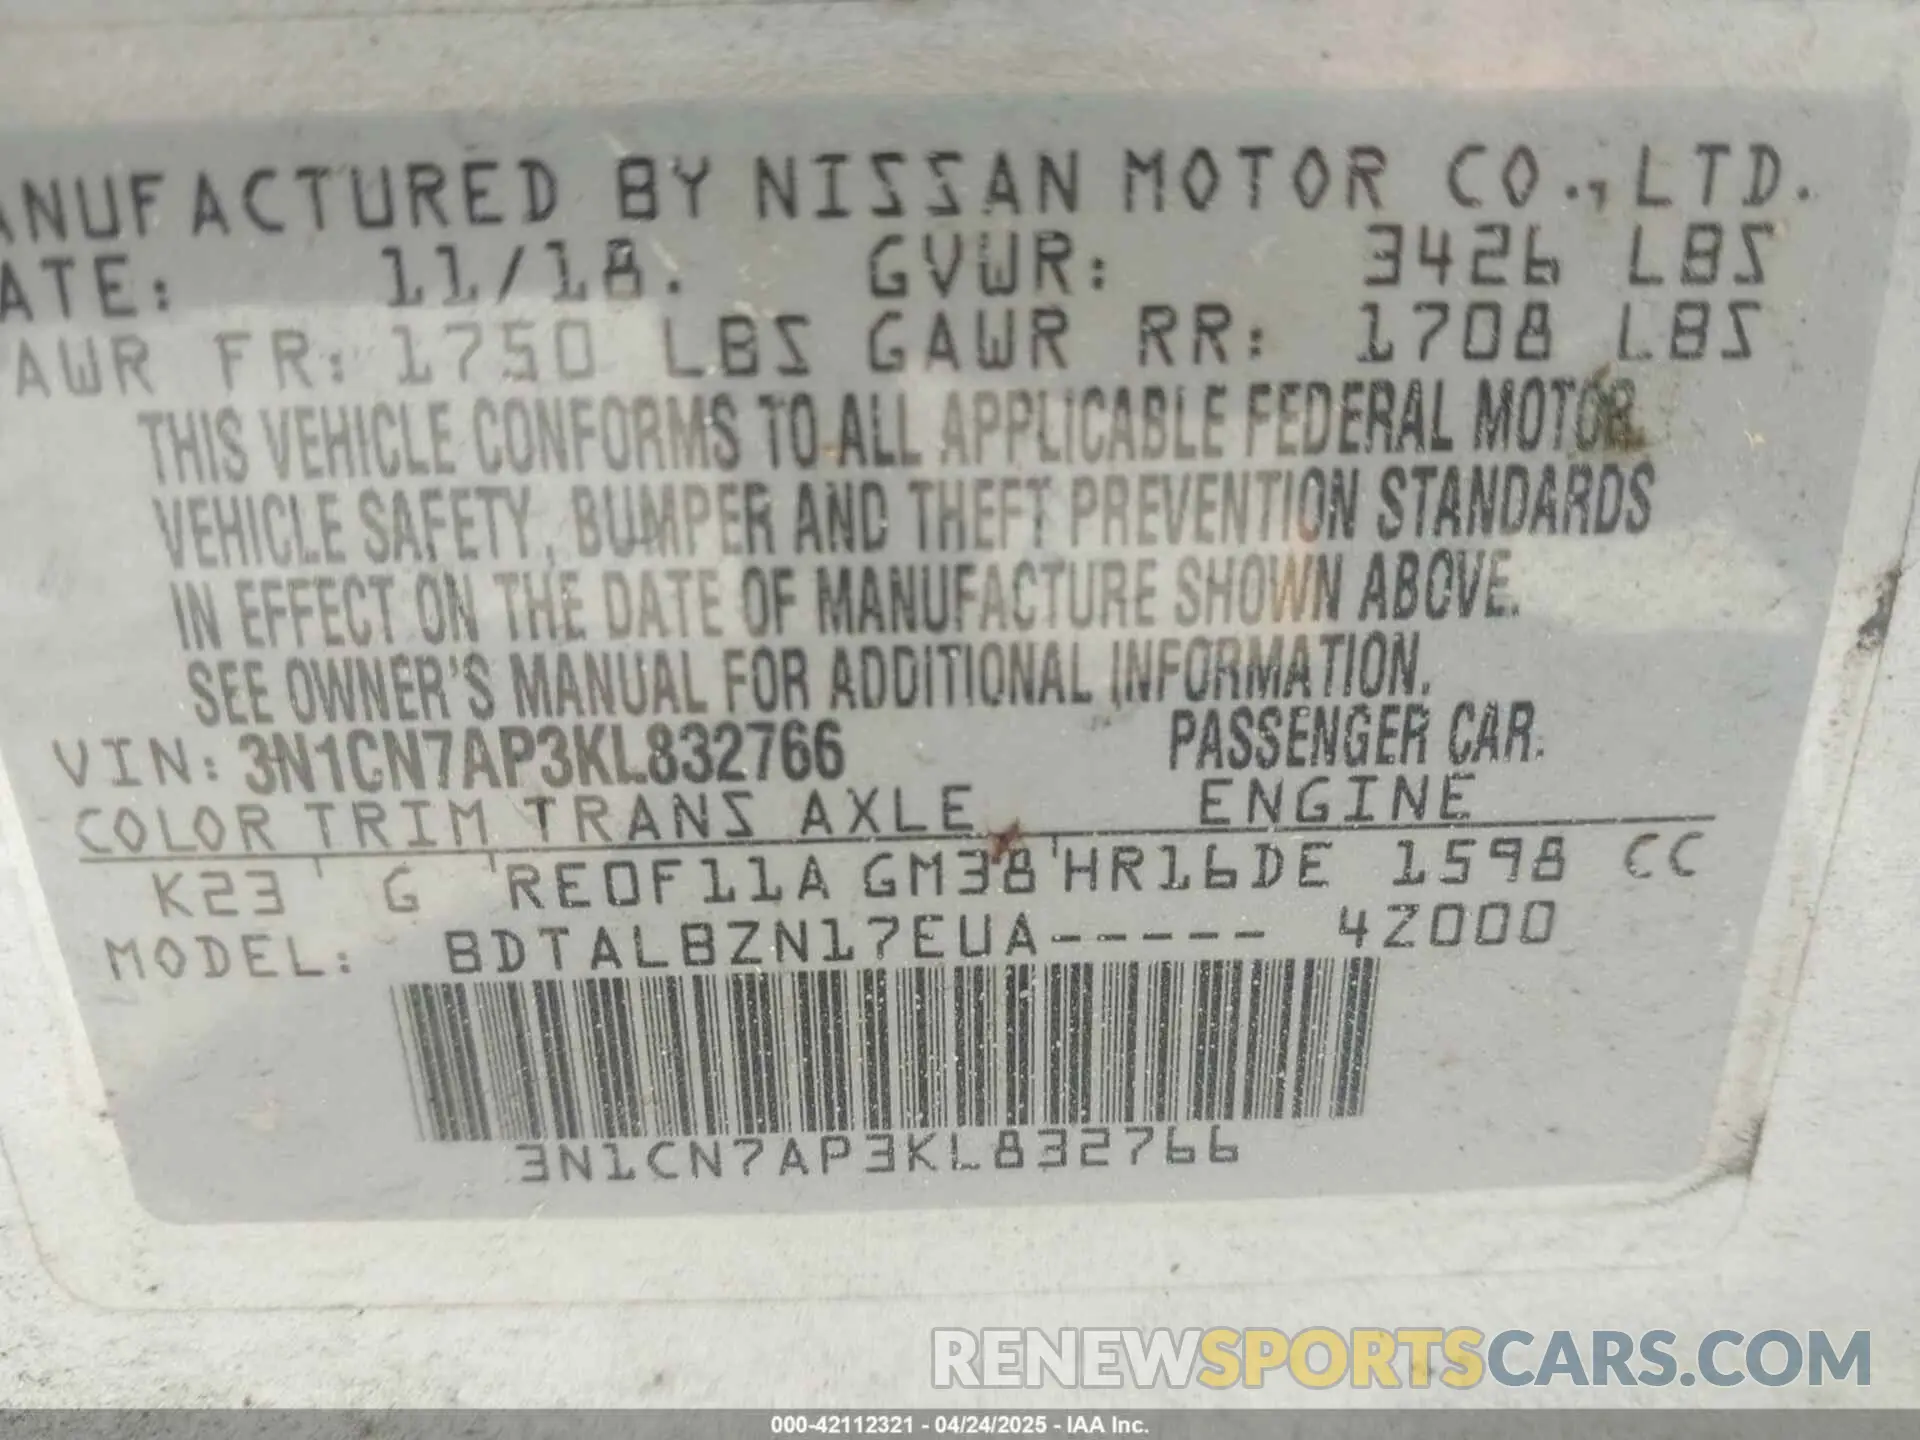 ANUFACTURED BY NISSAN MOTOR CO., LTD.
ATE: 11/18. GVWR: 3426 LBS
AWR FR: 1750 LBS GAWR RR: 1708 LBS
THIS VEHICLE CONFORMS TO ALL APPLICABLE FEDERAL MOTOR
VEHICLE SAFETY, BUMPER AND THEFT PREVENTION STANDARDS
IN EFFECT ON THE DATE OF MANUFACTURE SHOWN ABOVE.
SEE OWNER'S MANUAL FOR ADDITIONAL INFORMATION.
VIN: 3N1CN7AP3KL832766 PASSENGER CAR.
COLOR TRIM TRANS AXLE ENGINE
K23 G RE0F11A GM38 HR16DE 1598 CC
MODEL: BDTALBZN17EUA----- 4Z000
3N1CN7AP3KL832766
RENEWSPORTSCARS.COM
000-42112321 - 04/24/2025 - IAA Inc.